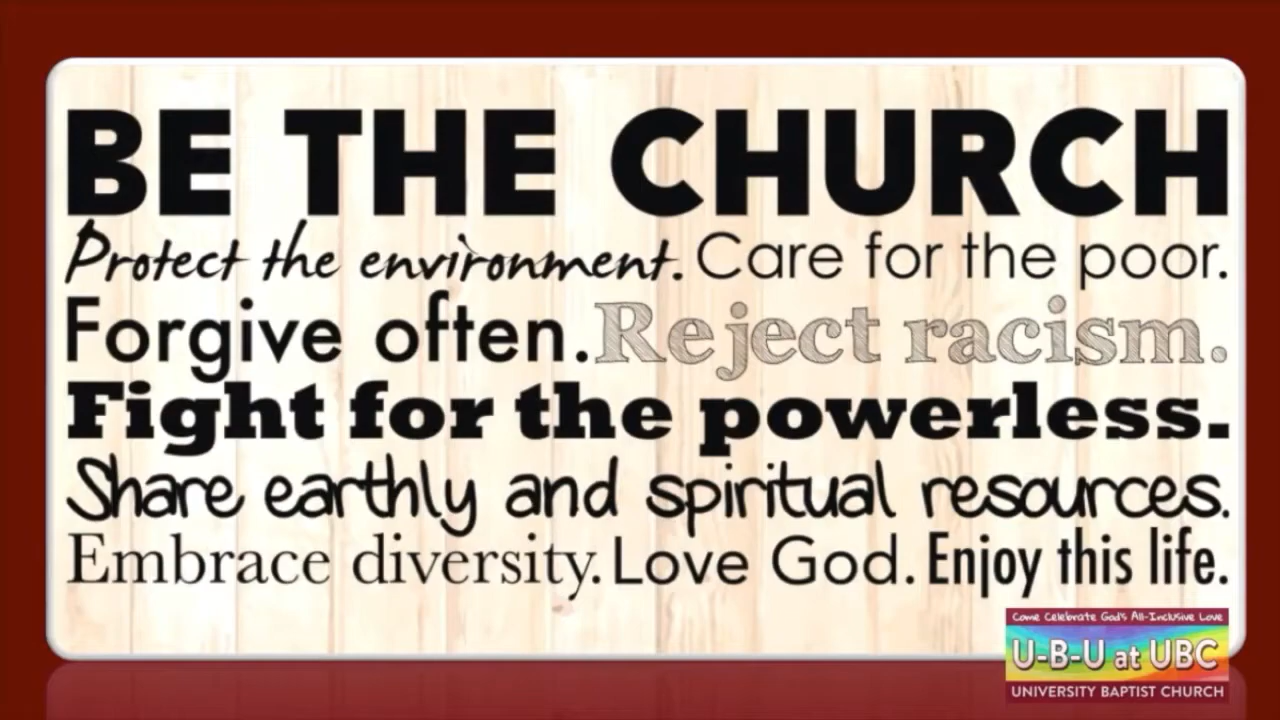 BE THE CHURCH
Protect the environment. Care for the poor.
Forgive often. Reject racism.
Fight for the powerless.
Share earthly and spiritual resources.
Embrace diversity. Love God. Enjoy this life.
Come Celebrate God's All-Inclusive Love
U-B-U at UBC
UNIVERSITY BAPTIST CHURCH